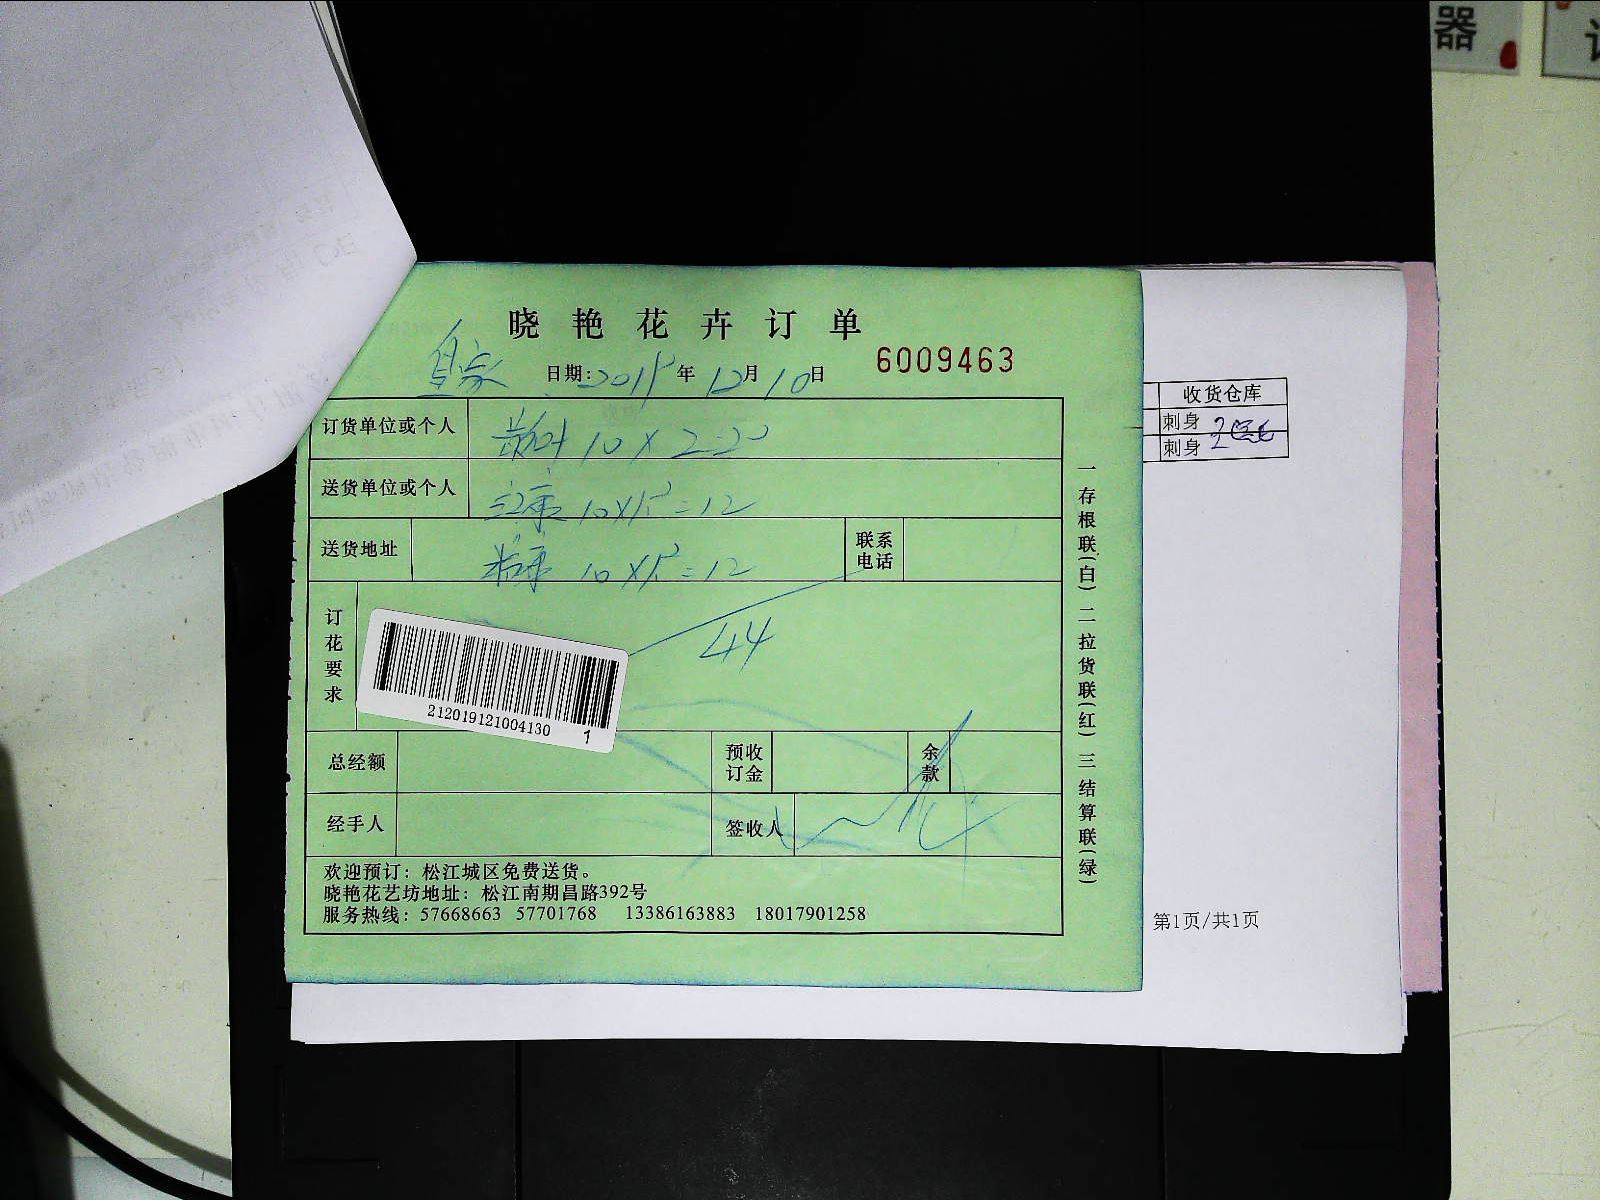 器
晓艳花卉订单
皇家
日期: 年12月10日
6009463
收货仓库
刺身
刺身
订货单位或个人
10×2=20
送货单位或个人
10× =12
送货地址
10× =12
联系电话
订花要求
44
212019121004130 1
总经额
预收订金
余款
经手人
签收人
欢迎预订：松江城区免费送货。
晓艳花艺坊地址：松江南期昌路392号
服务热线：57668663 57701768 13386163883 18017901258
一存根联(白) 二拉货联(红) 三结算联(绿)
第1页/共1页